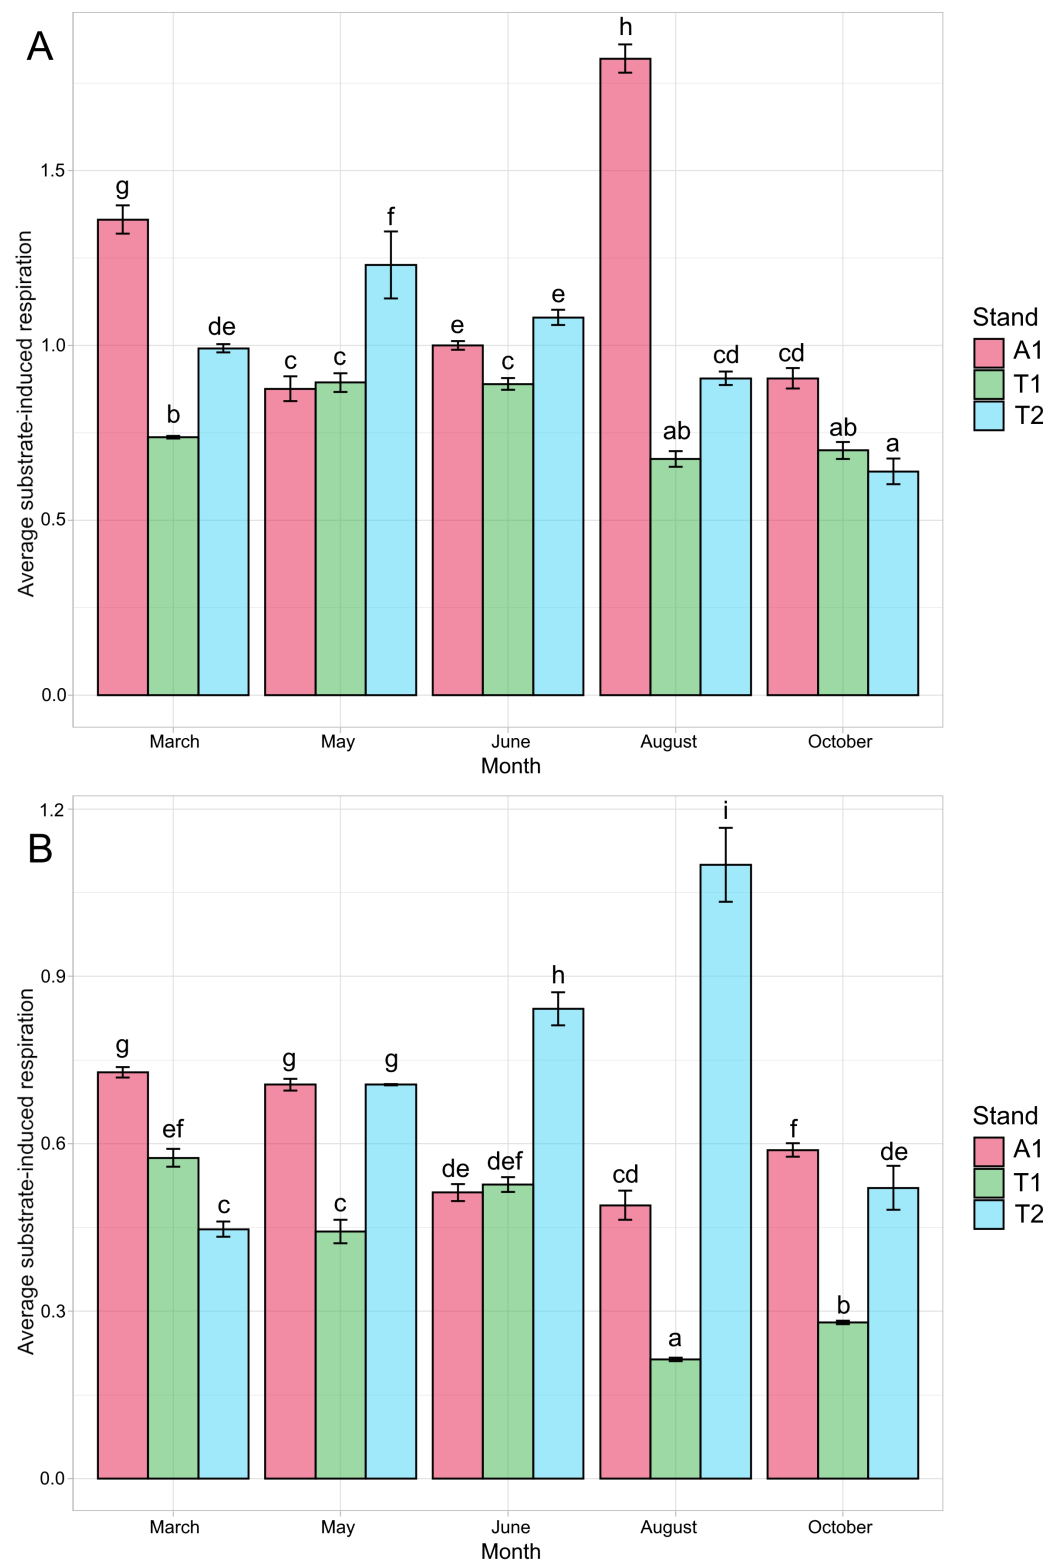 A
h
g
f
de
e
e
c
c
c
cd
cd
b
ab
ab
a
1.5
1.0
0.5
0.0
Average substrate-induced respiration
March May June August October
Month
Stand
A1
T1
T2
B
i
h
g
g
g
ef
c
c
de
def
cd
a
f
b
de
1.2
0.9
0.6
0.3
0.0
Average substrate-induced respiration
March May June August October
Month
Stand
A1
T1
T2